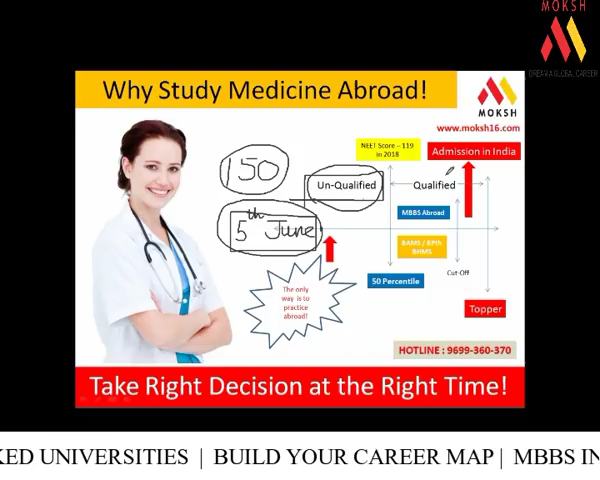 MOKSH
DREAM A GLOBAL CAREER
Why Study Medicine Abroad!
MOKSH
www.moksh16.com
NEET Score – 119
in 2018
Admission in India
150
Un-Qualified
Qualified
MBBS Abroad
5th June
BAMS / BPth
BHMS
Cut-Off
50 Percentile
The only
way is to
practice
abroad!
Topper
HOTLINE : 9699-360-370
Take Right Decision at the Right Time!
KED UNIVERSITIES | BUILD YOUR CAREER MAP | MBBS IN